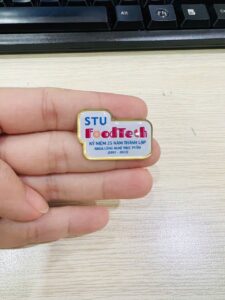 STU
FoodTech
KỶ NIỆM 25 NĂM THÀNH LẬP
KHOA CÔNG NGHỆ THỰC PHẨM